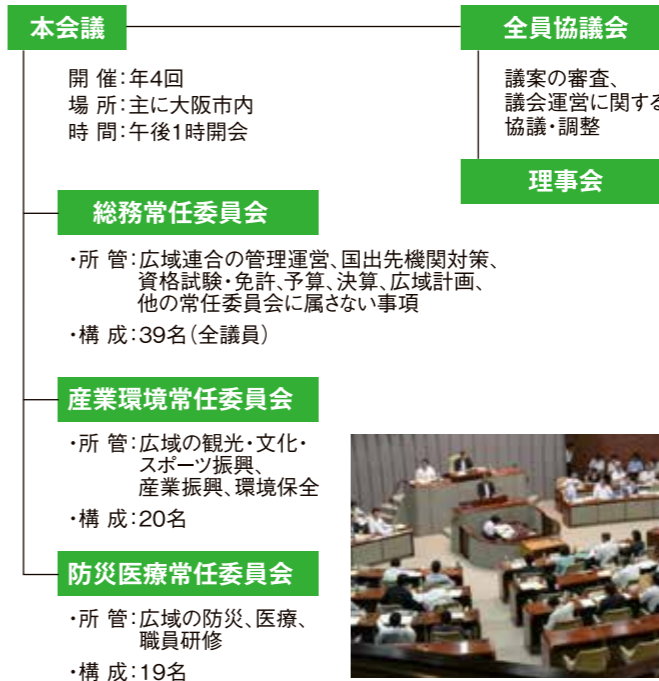 本会議
開 催：年4回
場 所：主に大阪市内
時 間：午後1時開会
全員協議会
議案の審査、
議会運営に関する
協議・調整
理事会
総務常任委員会
・所 管：広域連合の管理運営、国出先機関対策、
資格試験・免許、予算、決算、広域計画、
他の常任委員会に属さない事項
・構 成：39名（全議員）
産業環境常任委員会
・所 管：広域の観光・文化・
スポーツ振興、
産業振興、環境保全
・構 成：20名
防災医療常任委員会
・所 管：広域の防災、医療、
職員研修
・構 成：19名